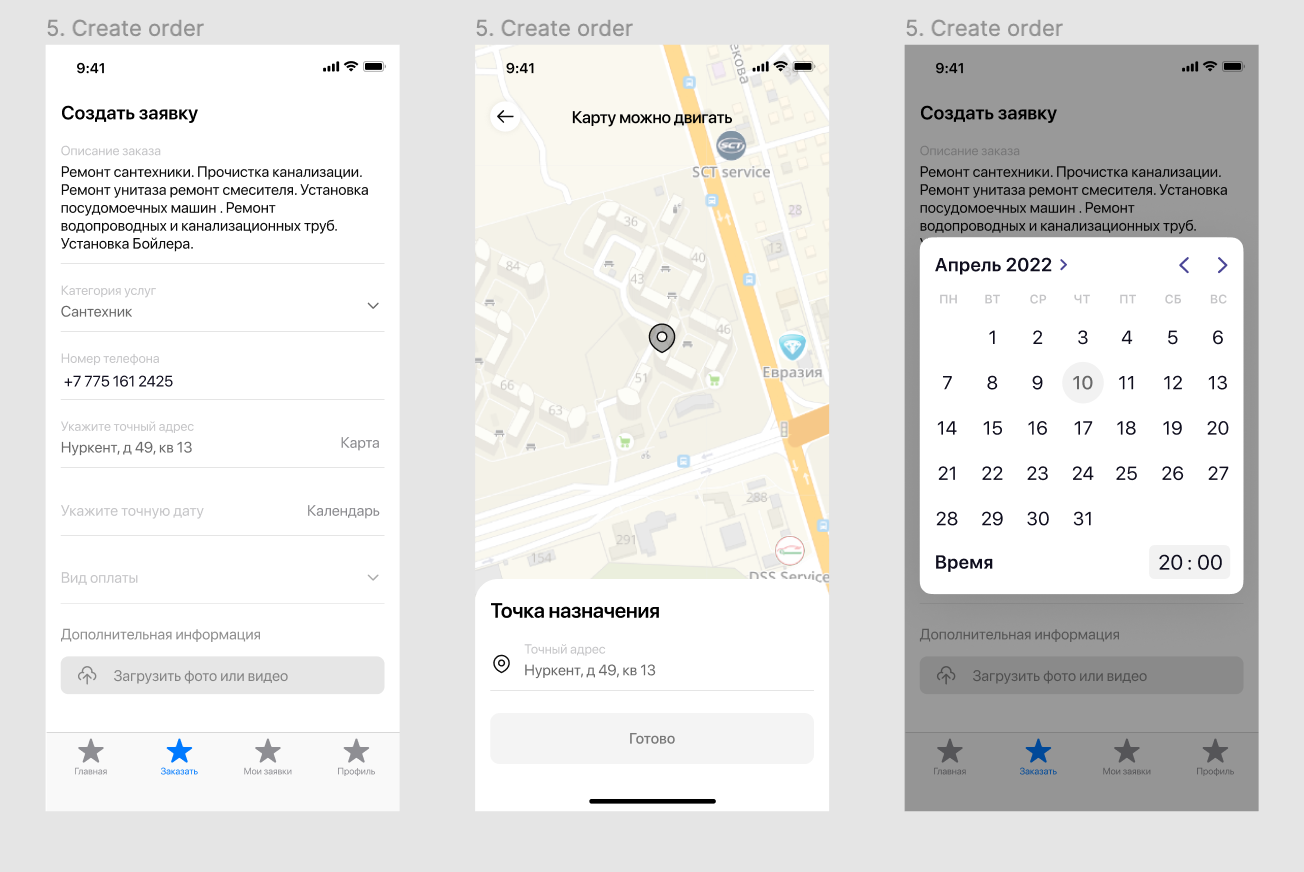 5. Create order
9:41
Создать заявку
Описание заказа
Ремонт сантехники. Прочистка канализации.
Ремонт унитаза ремонт смесителя. Установка
посудомоечных машин . Ремонт
водопроводных и канализационных труб.
Установка Бойлера.
Категория услуг
Сантехник
Номер телефона
+7 775 161 2425
Укажите точный адрес
Нуркент, д 49, кв 13
Карта
Укажите точную дату
Календарь
Вид оплаты
Дополнительная информация
Загрузить фото или видео
Главная
Заказать
Мои заявки
Профиль
5. Create order
9:41
Карту можно двигать
SCT
SCT service
36
28
84
40
43
46
51
Евразия
66
63
288
291
154
DSS Service
Точка назначения
Точный адрес
Нуркент, д 49, кв 13
Готово
5. Create order
9:41
Создать заявку
Описание заказа
Ремонт сантехники. Прочистка канализации.
Ремонт унитаза ремонт смесителя. Установка
посудомоечных машин . Ремонт
водопроводных и канализационных труб.
Апрель 2022
ПН ВТ СР ЧТ ПТ СБ ВС
1 2 3 4 5 6
7 8 9 10 11 12 13
14 15 16 17 18 19 20
21 22 23 24 25 26 27
28 29 30 31
Время
20 : 00
Дополнительная информация
Загрузить фото или видео
Главная
Заказать
Мои заявки
Профиль